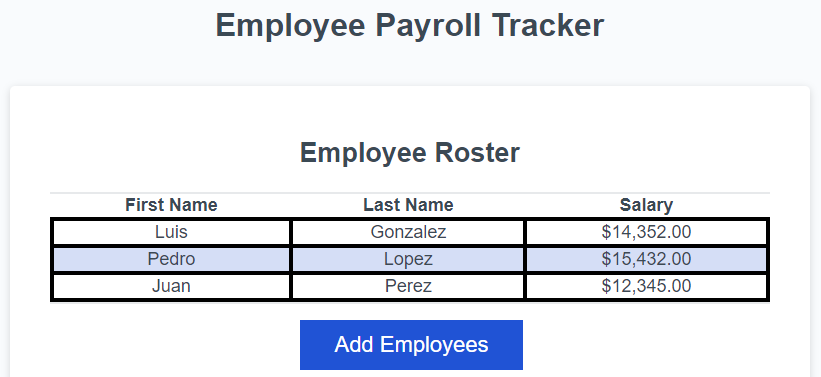 Employee Payroll Tracker
Employee Roster
First Name Last Name Salary
Luis Gonzalez $14,352.00
Pedro Lopez $15,432.00
Juan Perez $12,345.00
Add Employees